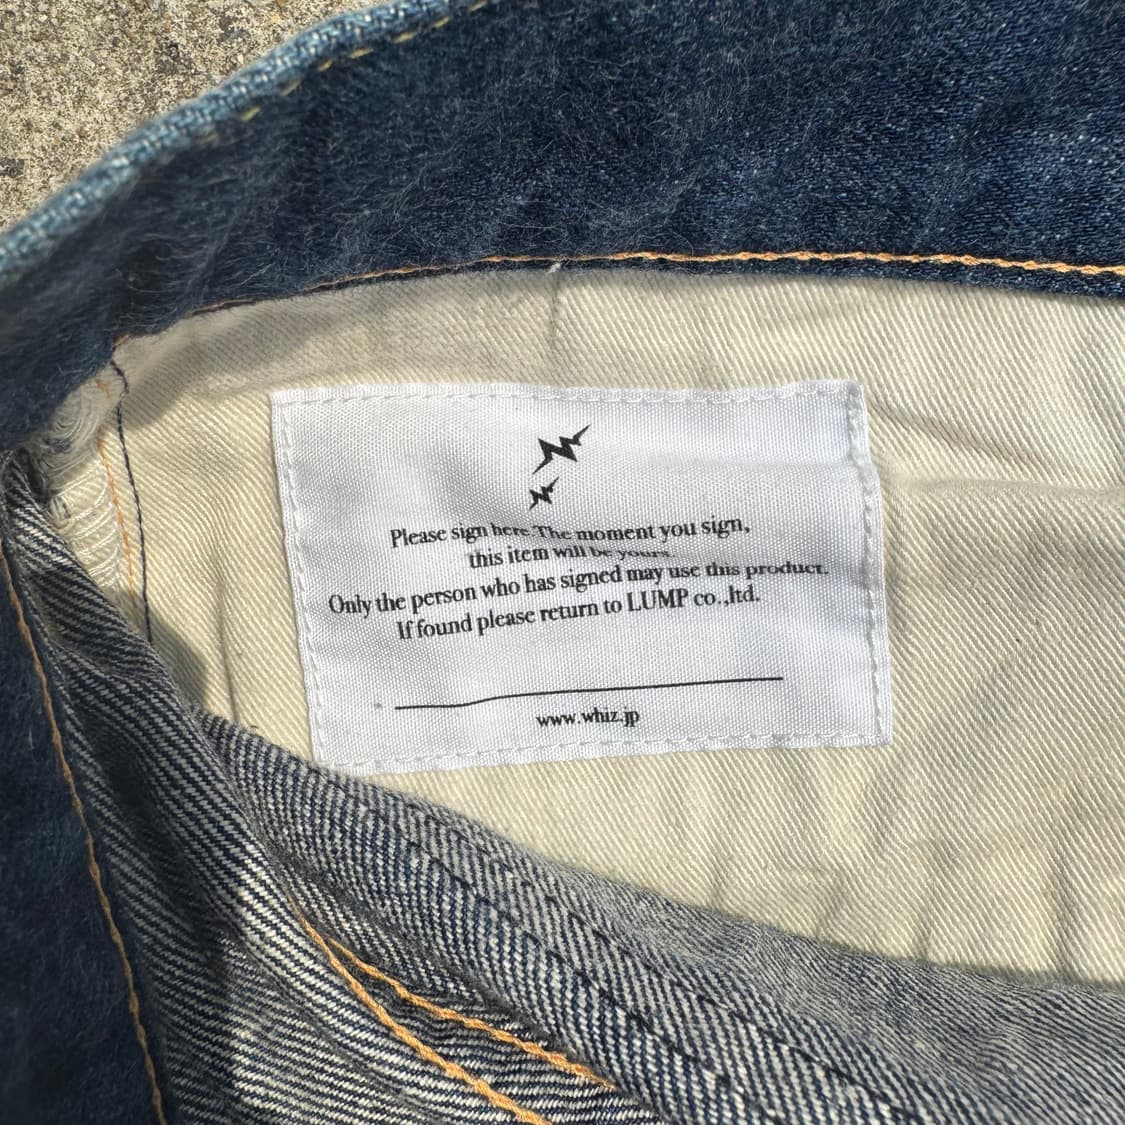 Please sign here.The moment you sign,
this item will be yours.
Only the person who has signed may use this product.
If found please return to LUMP co.,ltd.
www.whiz.jp